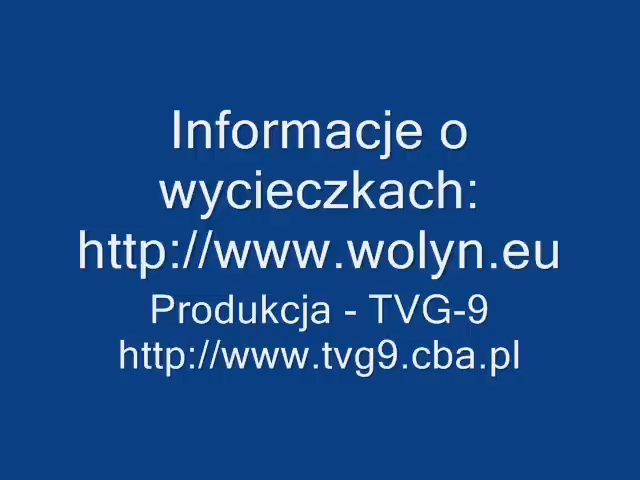 Informacje o
wycieczkach:
http://www.wolyn.eu
Produkcja - TVG-9
http://www.tvg9.cba.pl